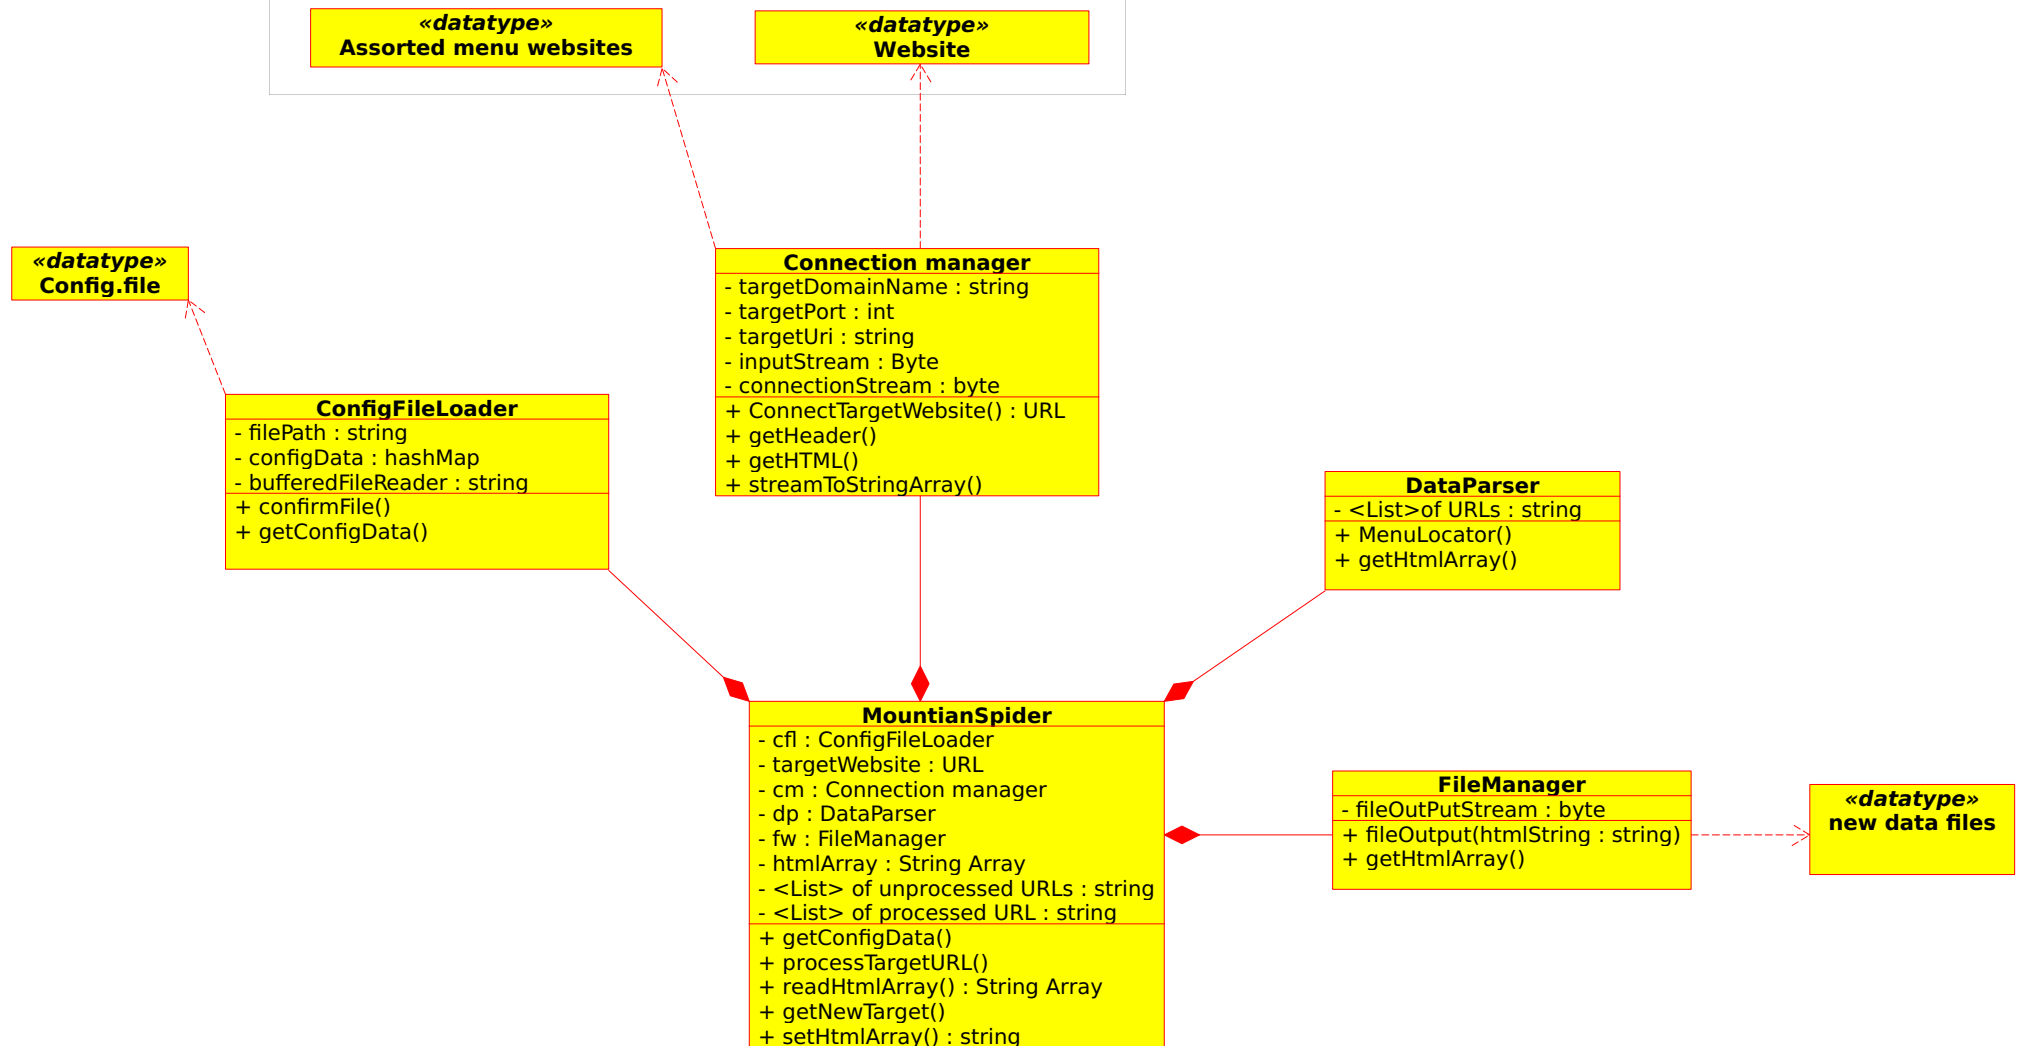 «datatype»
Assorted menu websites
«datatype»
Website
«datatype»
Config.file
Connection manager
- targetDomainName : string
- targetPort : int
- targetUri : string
- inputStream : Byte
- connectionStream : byte
+ ConnectTargetWebsite() : URL
+ getHeader()
+ getHTML()
+ streamToStringArray()
ConfigFileLoader
- filePath : string
- configData : hashMap
- bufferedFileReader : string
+ confirmFile()
+ getConfigData()
DataParser
- <List>of URLs : string
+ MenuLocator()
+ getHtmlArray()
MountianSpider
- cfl : ConfigFileLoader
- targetWebsite : URL
- cm : Connection manager
- dp : DataParser
- fw : FileManager
- htmlArray : String Array
- <List> of unprocessed URLs : string
- <List> of processed URL : string
+ getConfigData()
+ processTargetURL()
+ readHtmlArray() : String Array
+ getNewTarget()
+ setHtmlArray() : string
FileManager
- fileOutPutStream : byte
+ fileOutput(htmlString : string)
+ getHtmlArray()
«datatype»
new data files